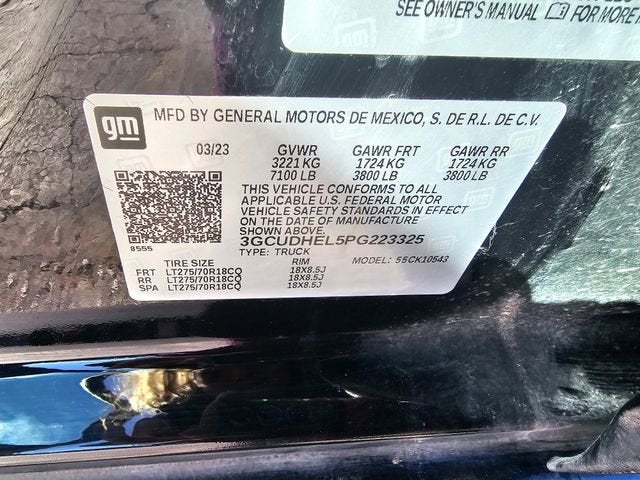 SEE OWNER'S MANUAL FOR MORE
gm
MFD BY GENERAL MOTORS DE MEXICO, S. DE R.L. DE C.V.
03/23 GVWR GAWR FRT GAWR RR
3221 KG 1724 KG 1724 KG
7100 LB 3800 LB 3800 LB
THIS VEHICLE CONFORMS TO ALL
APPLICABLE U.S. FEDERAL MOTOR
VEHICLE SAFETY STANDARDS IN EFFECT
ON THE DATE OF MANUFACTURE
SHOWN ABOVE.
3GCUDHEL5PG223325
8555
TYPE: TRUCK MODEL: 55CK10543
TIRE SIZE RIM
FRT LT275/70R18CQ 18X8.5J
RR LT275/70R18CQ 18X8.5J
SPA LT275/70R18CQ 18X8.5J